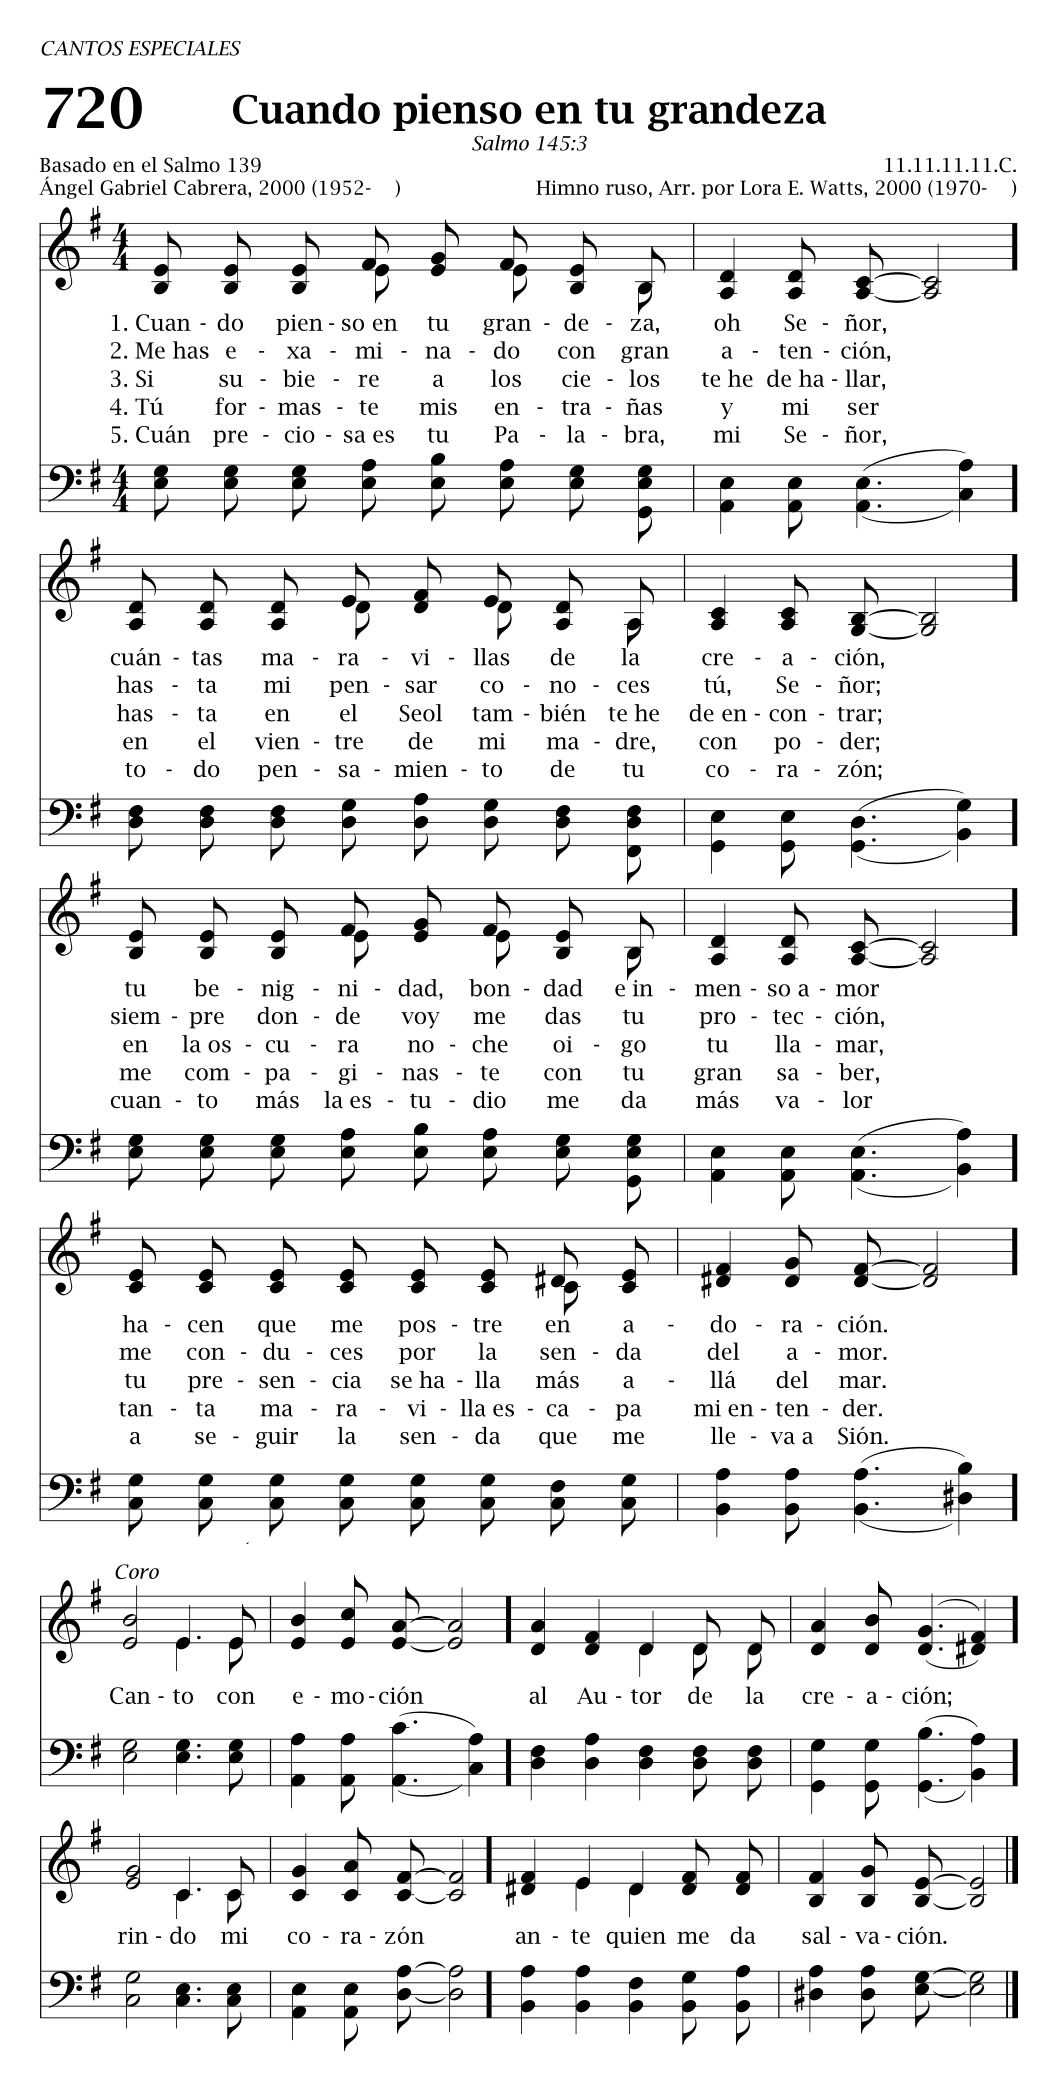 CANTOS ESPECIALES
720 Cuando pienso en tu grandeza
Salmo 145:3
Basado en el Salmo 139 11.11.11.11.C.
Ángel Gabriel Cabrera, 2000 (1952- ) Himno ruso, Arr. por Lora E. Watts, 2000 (1970- )
4 4
1. Cuan - do pien - so en tu gran - de - za, oh Se - ñor,
2. Me has e - xa - mi - na - do con gran a - ten - ción,
3. Si su - bie - re a los cie - los te he de ha - llar,
4. Tú for - mas - te mis en - tra - ñas y mi ser
5. Cuán pre - cio - sa es tu Pa - la - bra, mi Se - ñor,
4 4
cuán - tas ma - ra - vi - llas de la cre - a - ción,
has - ta mi pen - sar co - no - ces tú, Se - ñor;
has - ta en el Seol tam - bién te he de en - con - trar;
en el vien - tre de mi ma - dre, con po - der;
to - do pen - sa - mien - to de tu co - ra - zón;
tu be - nig - ni - dad, bon - dad e in - men - so a - mor
siem - pre don - de voy me das tu pro - tec - ción,
en la os - cu - ra no - che oi - go tu lla - mar,
me com - pa - gi - nas - te con tu gran sa - ber,
cuan - to más la es - tu - dio me da más va - lor
ha - cen que me pos - tre en a - do - ra - ción.
me con - du - ces por la sen - da del a - mor.
tu pre - sen - cia se ha - lla más a - llá del mar.
tan - ta ma - ra - vi - lla es - ca - pa mi en - ten - der.
a se - guir la sen - da que me lle - va a Sión.
Coro
Can - to con e - mo - ción al Au - tor de la cre - a - ción;
rin - do mi co - ra - zón an - te quien me da sal - va - ción.